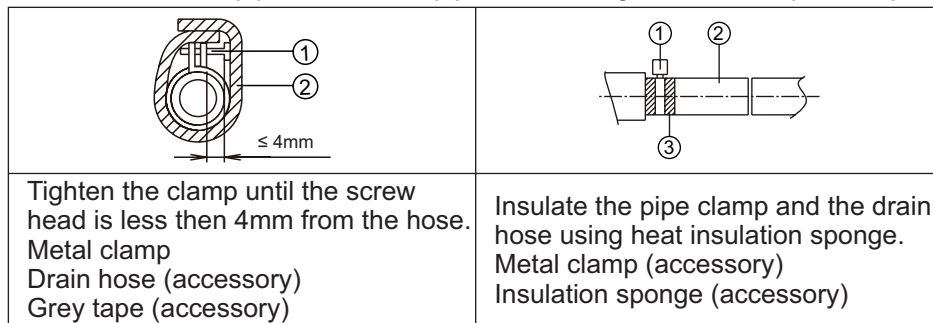 ①
②
≤ 4mm
① ②
③
Tighten the clamp until the screw
head is less then 4mm from the hose.
Metal clamp
Drain hose (accessory)
Grey tape (accessory)
Insulate the pipe clamp and the drain
hose using heat insulation sponge.
Metal clamp (accessory)
Insulation sponge (accessory)